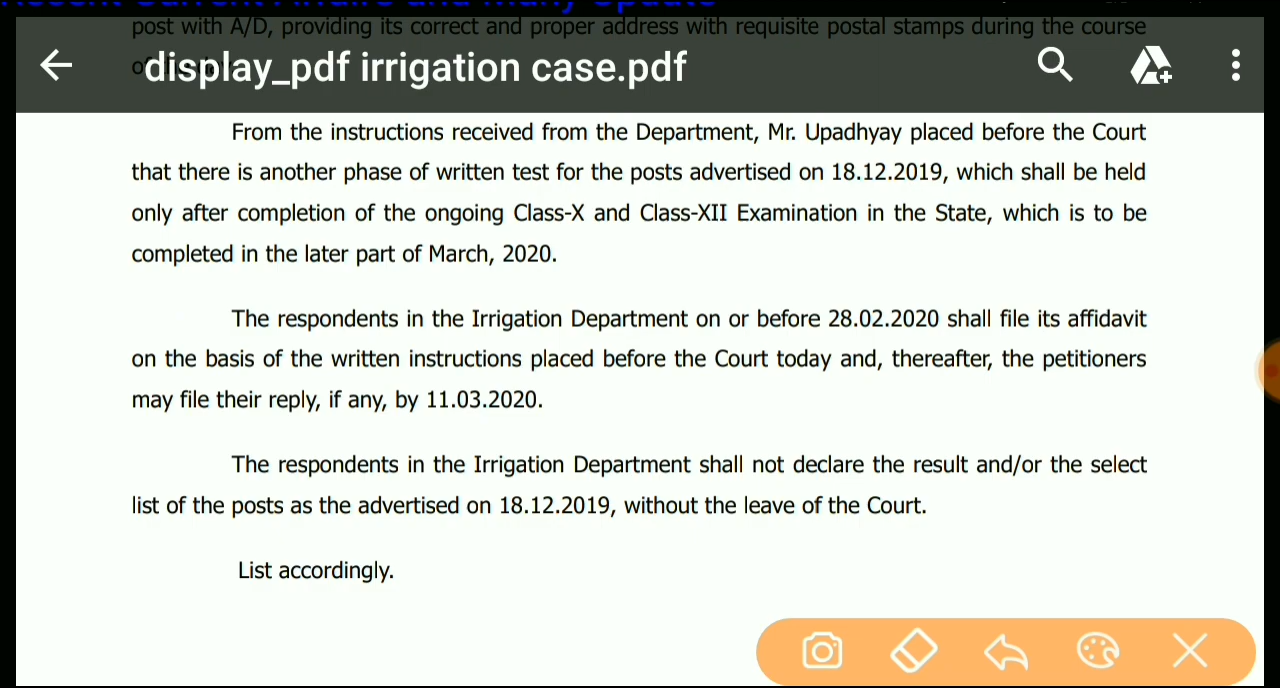 post with A/D, providing its correct and proper address with requisite postal stamps during the course
display_pdf irrigation case.pdf
From the instructions received from the Department, Mr. Upadhyay placed before the Court
that there is another phase of written test for the posts advertised on 18.12.2019, which shall be held
only after completion of the ongoing Class-X and Class-XII Examination in the State, which is to be
completed in the later part of March, 2020.
The respondents in the Irrigation Department on or before 28.02.2020 shall file its affidavit
on the basis of the written instructions placed before the Court today and, thereafter, the petitioners
may file their reply, if any, by 11.03.2020.
The respondents in the Irrigation Department shall not declare the result and/or the select
list of the posts as the advertised on 18.12.2019, without the leave of the Court.
List accordingly.